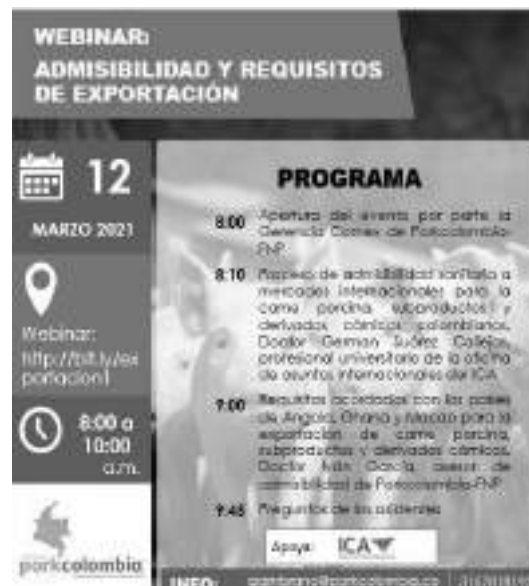 WEBINAR:
ADMISIBILIDAD Y REQUISITOS
DE EXPORTACIÓN
12
MARZO 2021
Webinar:
http://bit.ly/ex
portacion1
8:00 a
10:00
a.m.
porkcolombia
PROGRAMA
8:00 Apertura del evento por parte la
Gerencia Comex de Porkcolombia-
FNP
8:10 Proceso de admisibilidad sanitaria a
mercados internacionales para la
carne porcina, subproductos y
derivados cárnicos colombianos.
Doctor German Suárez Callejas,
profesional universitario de la oficina
de asuntos internacionales del ICA
9:00 Requisitos acordados con los países
de Angola, Ghana y Macao para la
exportación de carne porcina,
subproductos y derivados cárnicos.
Doctor Iván García, asesor de
admisibilidad de Porkcolombia-FNP
9:45 Preguntas de los asistentes
Apoya: ICA
INFO: